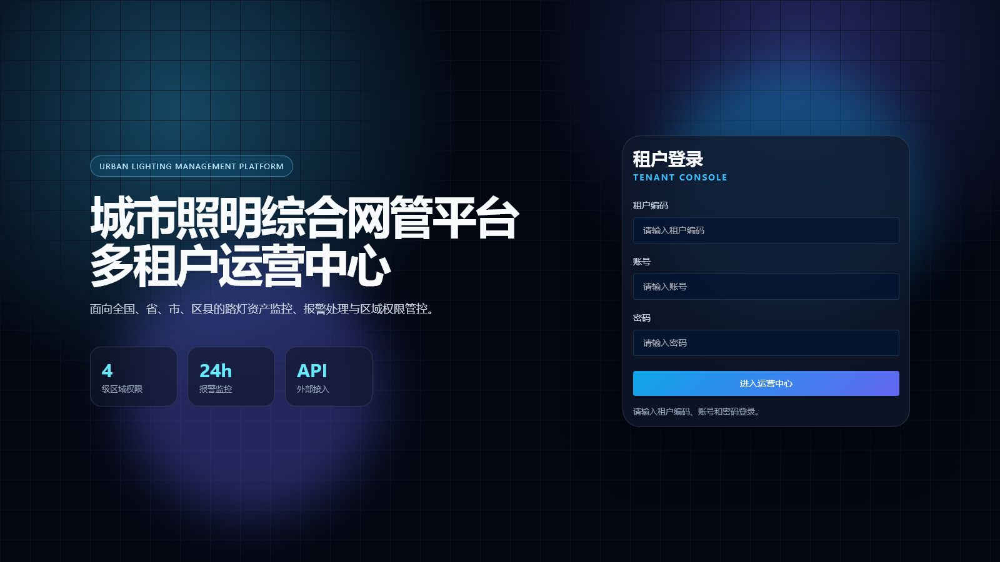 URBAN LIGHTING MANAGEMENT PLATFORM
城市照明综合网管平台
多租户运营中心
面向全国、省、市、区县的路灯资产监控、报警处理与区域权限管控。
4
级区域权限
24h
报警监控
API
外部接入
租户登录
TENANT CONSOLE
租户编码
请输入租户编码
账号
请输入账号
密码
请输入密码
进入运营中心
请输入租户编码、账号和密码登录。